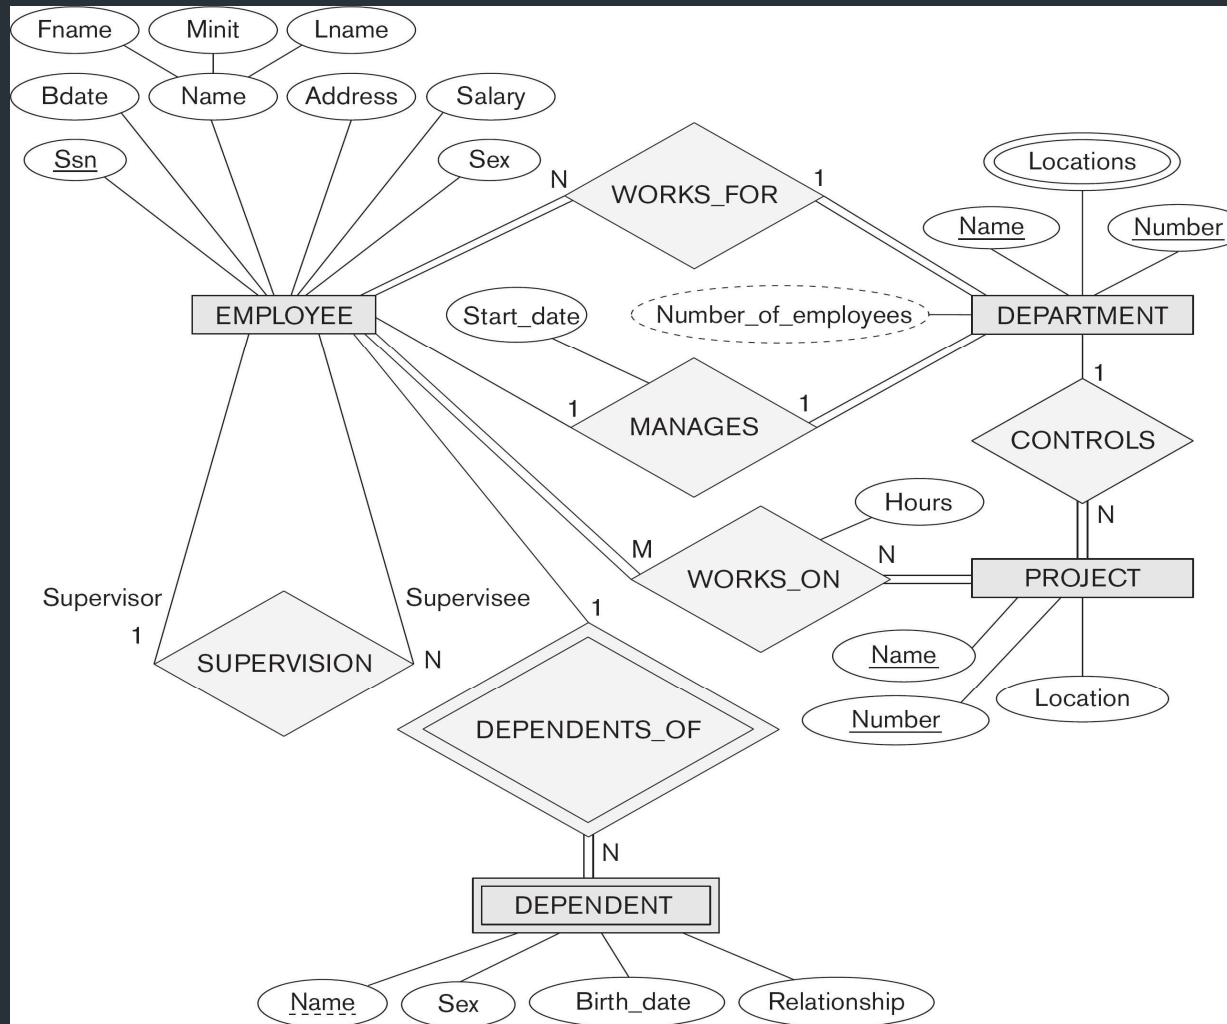 Fname
Minit
Lname
Bdate
Name
Address
Salary
Ssn
Sex
N
WORKS_FOR
1
Locations
Name
Number
EMPLOYEE
Start_date
Number_of_employees
DEPARTMENT
1
MANAGES
1
1
CONTROLS
N
Hours
M
WORKS_ON
N
PROJECT
Supervisor
1
SUPERVISION
Supervisee
N
1
Name
Number
Location
DEPENDENTS_OF
N
DEPENDENT
Name
Sex
Birth_date
Relationship